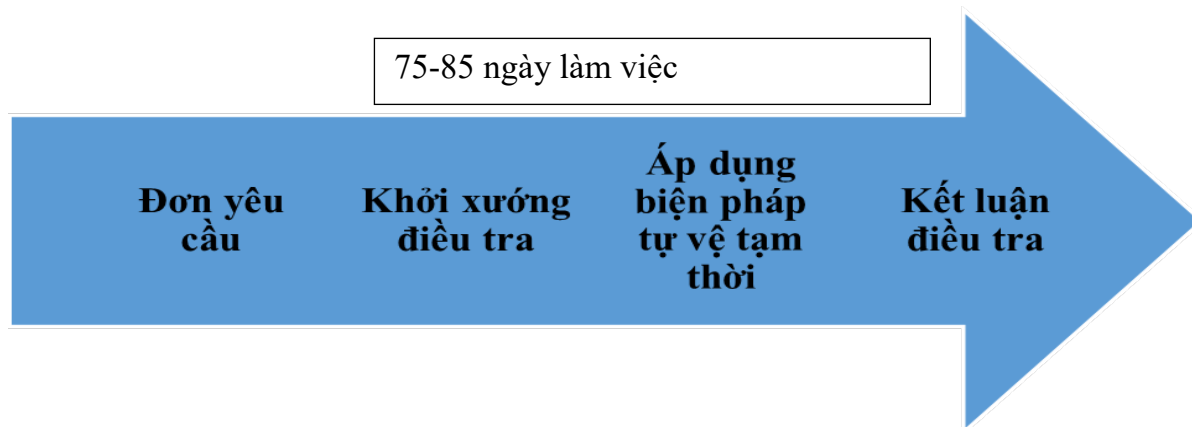 75-85 ngày làm việc
Đơn yêu
cầu
Khởi xướng
điều tra
Áp dụng
biện pháp
tự vệ tạm
thời
Kết luận
điều tra